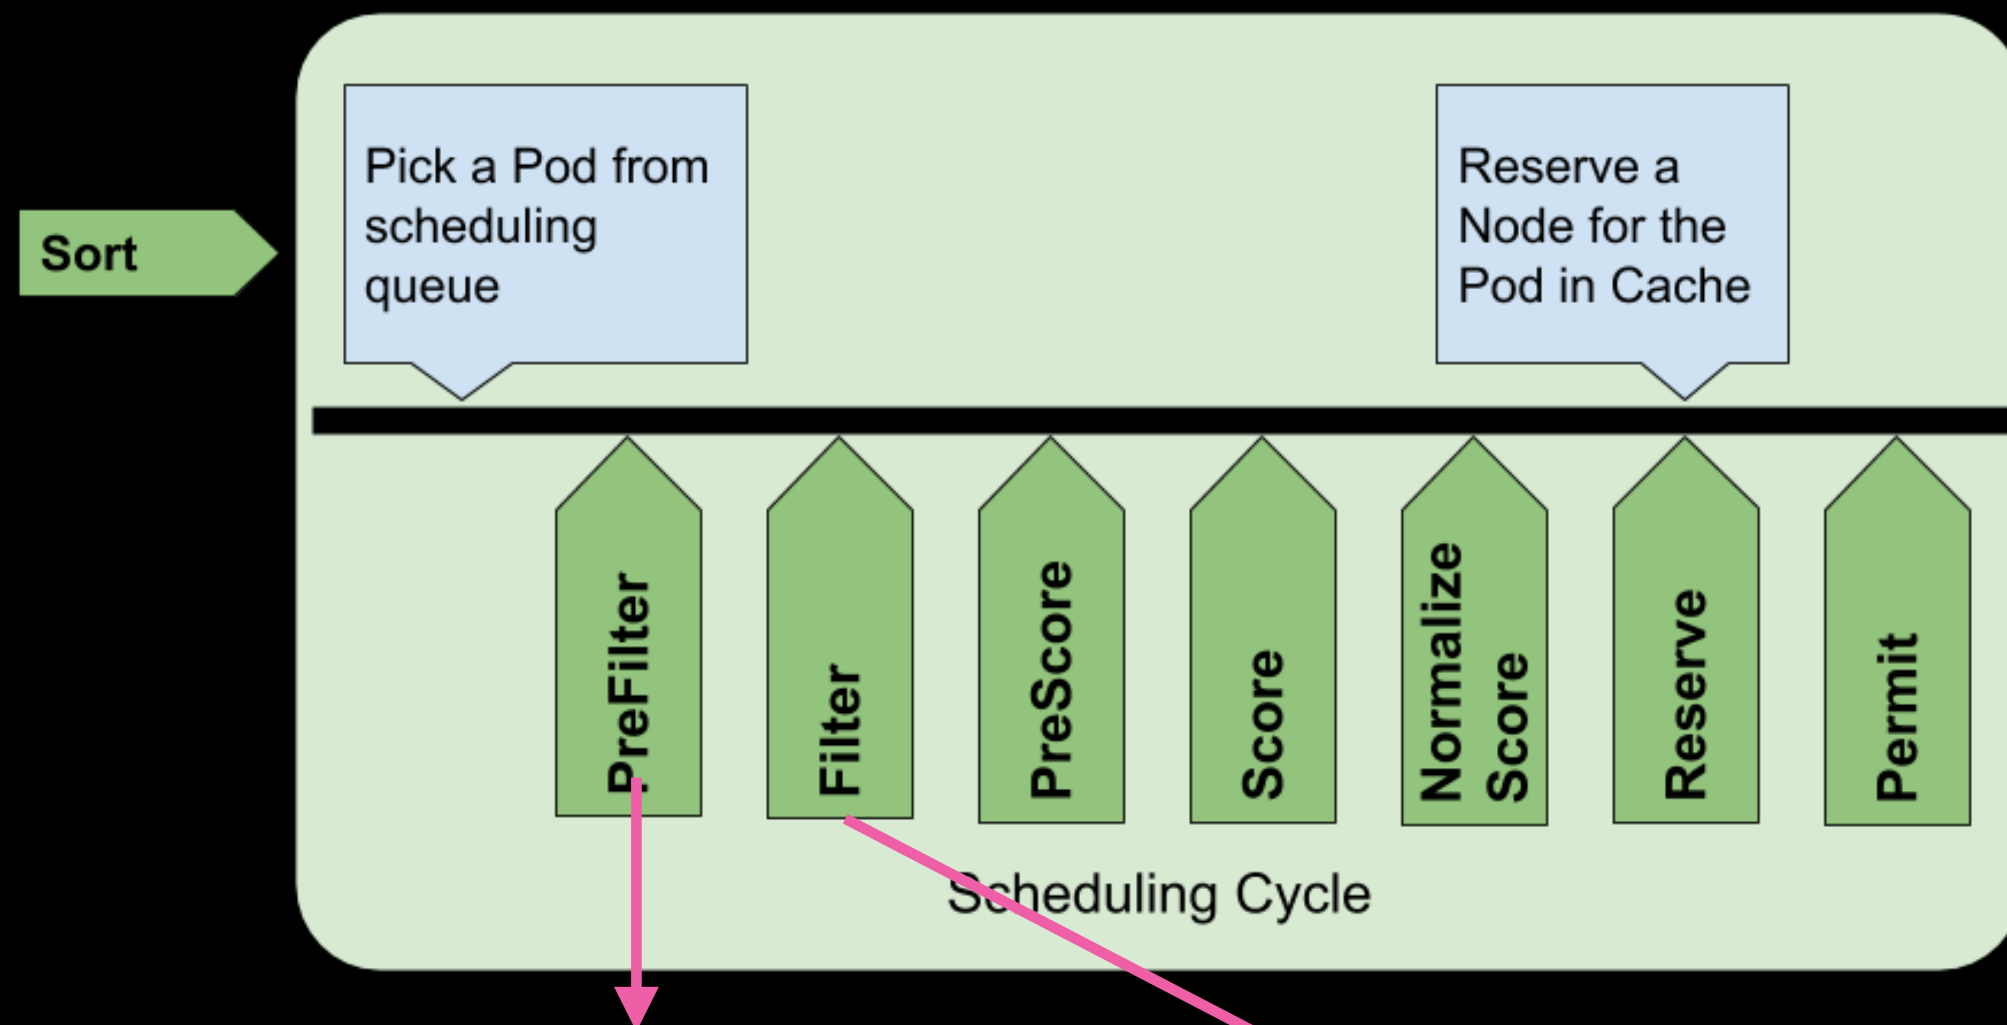 Sort
Pick a Pod from
scheduling
queue
Reserve a
Node for the
Pod in Cache
PreFilter
Filter
PreScore
Score
Normalize
Score
Reserve
Permit
Scheduling Cycle